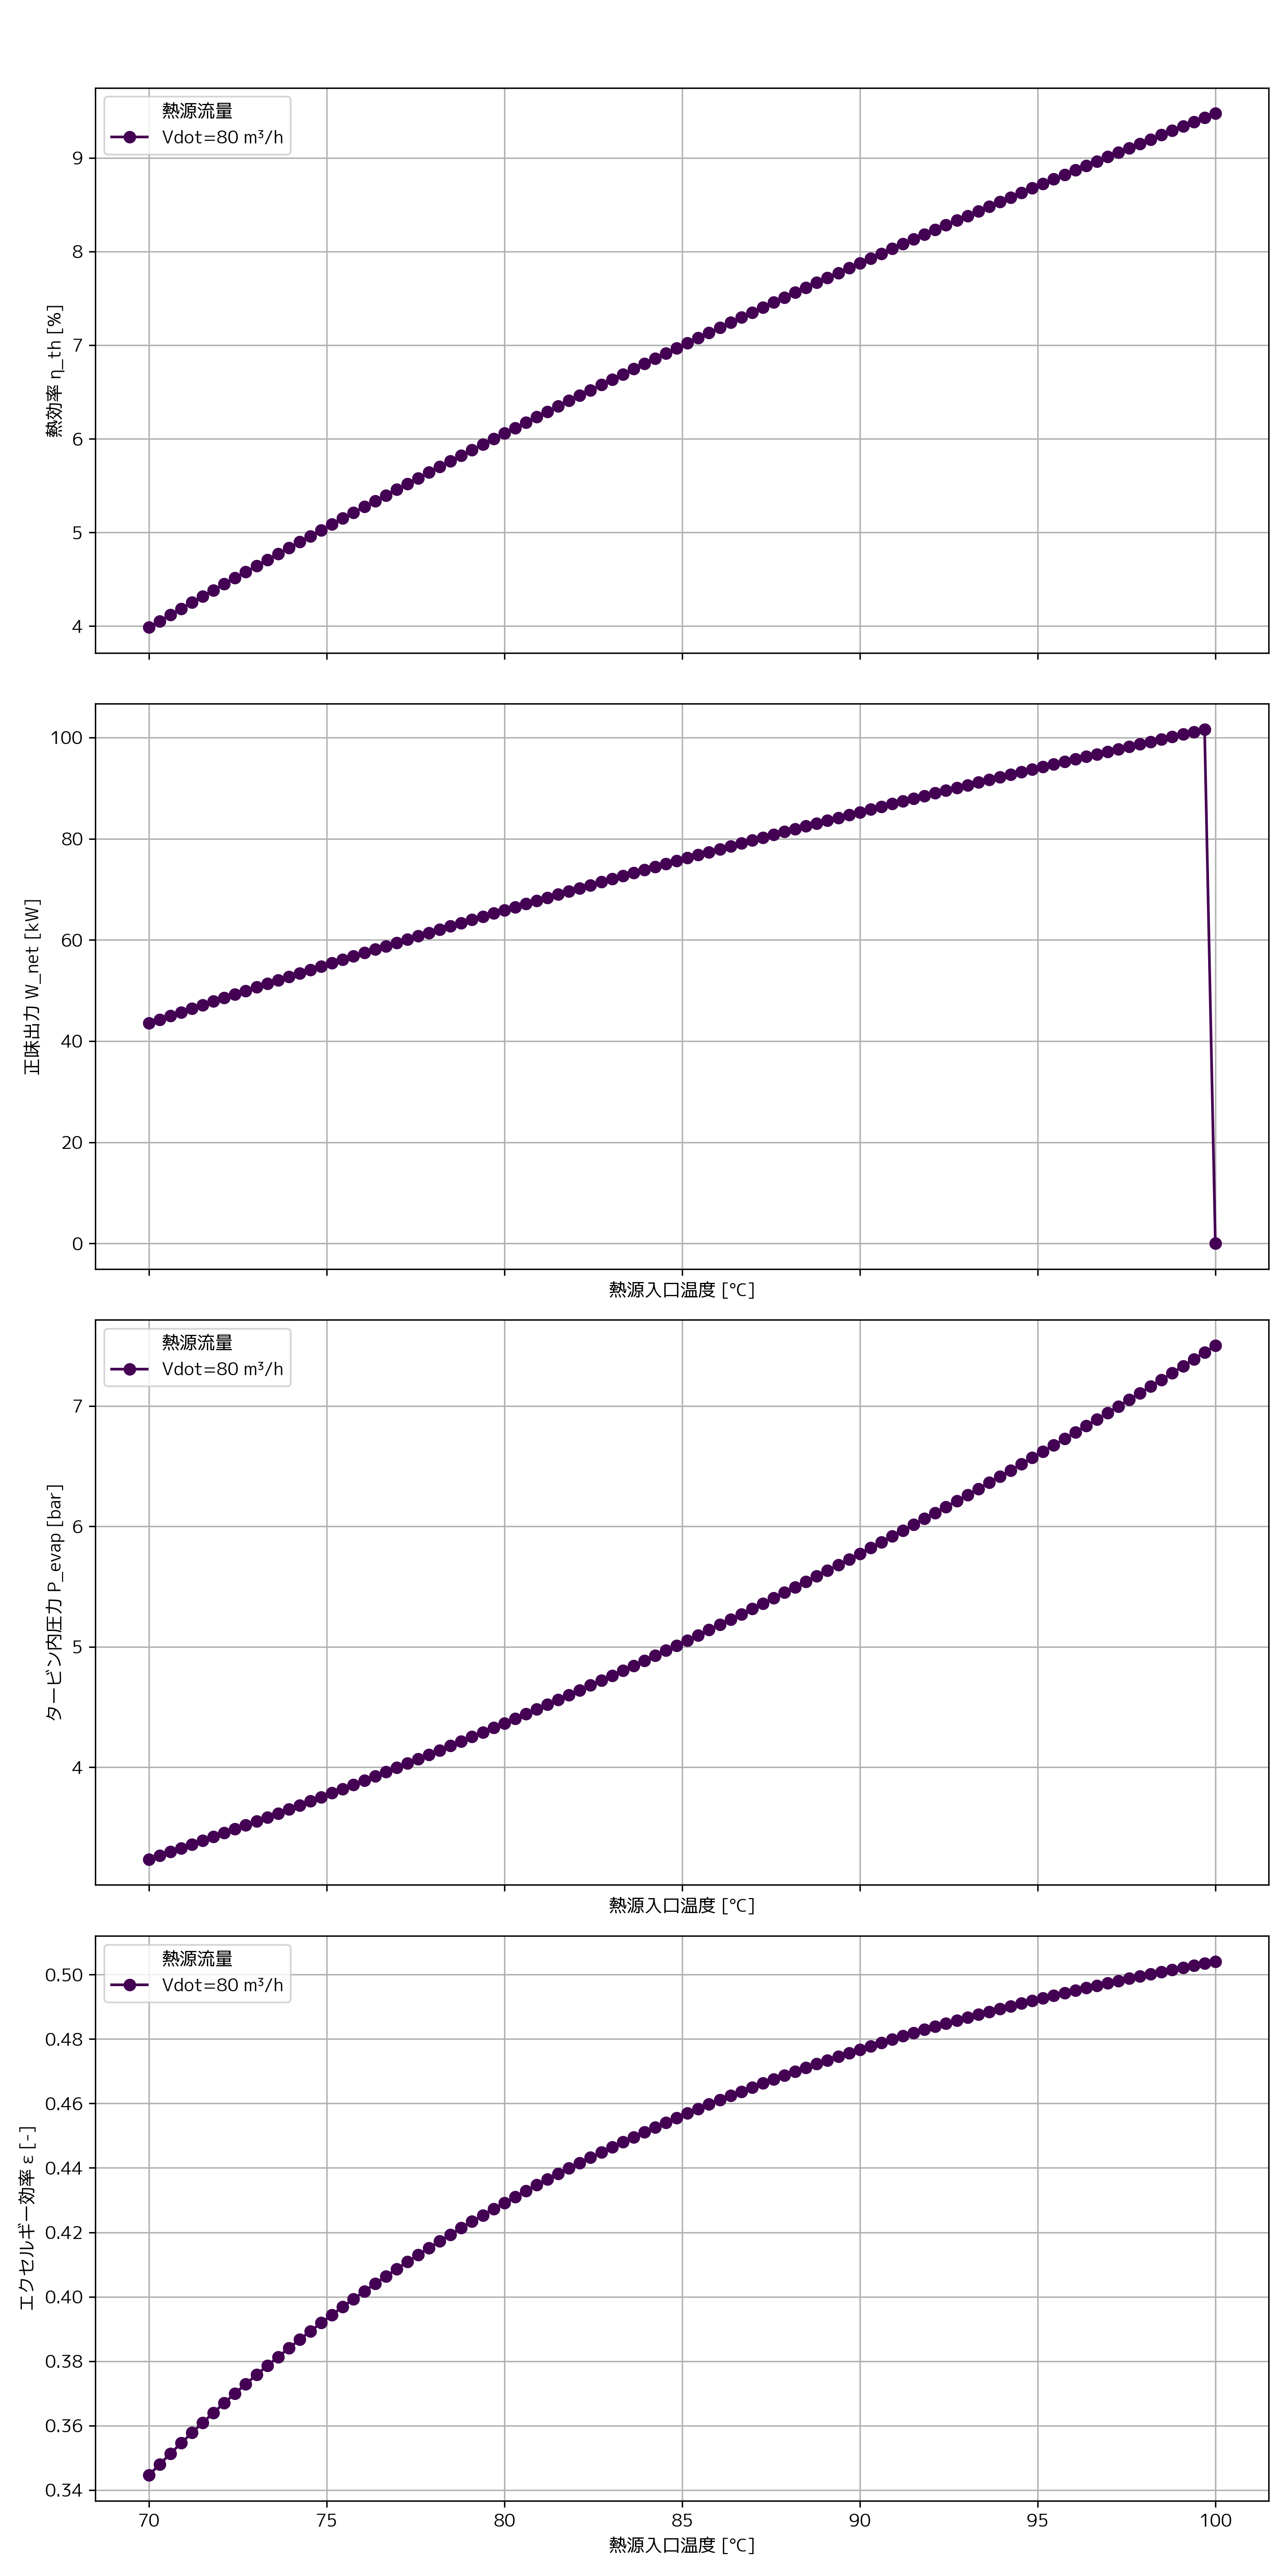 熱源流量
Vdot=80 m³/h
9
8
7
6
5
4
熱効率 η_th [%]
100
80
60
40
20
0
正味出力 W_net [kW]
熱源入口温度 [°C]
熱源流量
Vdot=80 m³/h
7
6
5
4
タービン内圧力 P_evap [bar]
熱源入口温度 [°C]
熱源流量
Vdot=80 m³/h
0.50
0.48
0.46
0.44
0.42
0.40
0.38
0.36
0.34
エクセルギー効率 ε [-]
70 75 80 85 90 95 100
熱源入口温度 [°C]